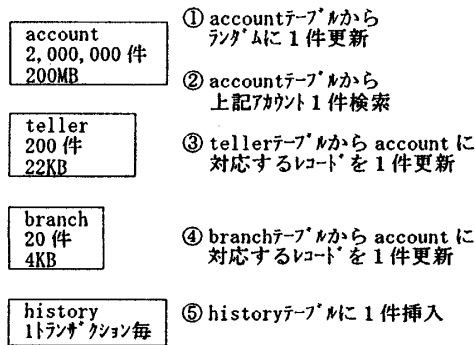 account
2,000,000 件
200MB
① accountﾃｰﾌﾞﾙから
ﾗﾝﾀﾞﾑに１件更新
② accountﾃｰﾌﾞﾙから
上記ｱｶｳﾝﾄ１件検索
teller
200 件
22KB
③ tellerﾃｰﾌﾞﾙから account に
対応するﾚｺｰﾄﾞを１件更新
branch
20 件
4KB
④ branchﾃｰﾌﾞﾙから account に
対応するﾚｺｰﾄﾞを１件更新
history
1ﾄﾗﾝｻﾞｸｼｮﾝ毎
⑤ historyﾃｰﾌﾞﾙに１件挿入